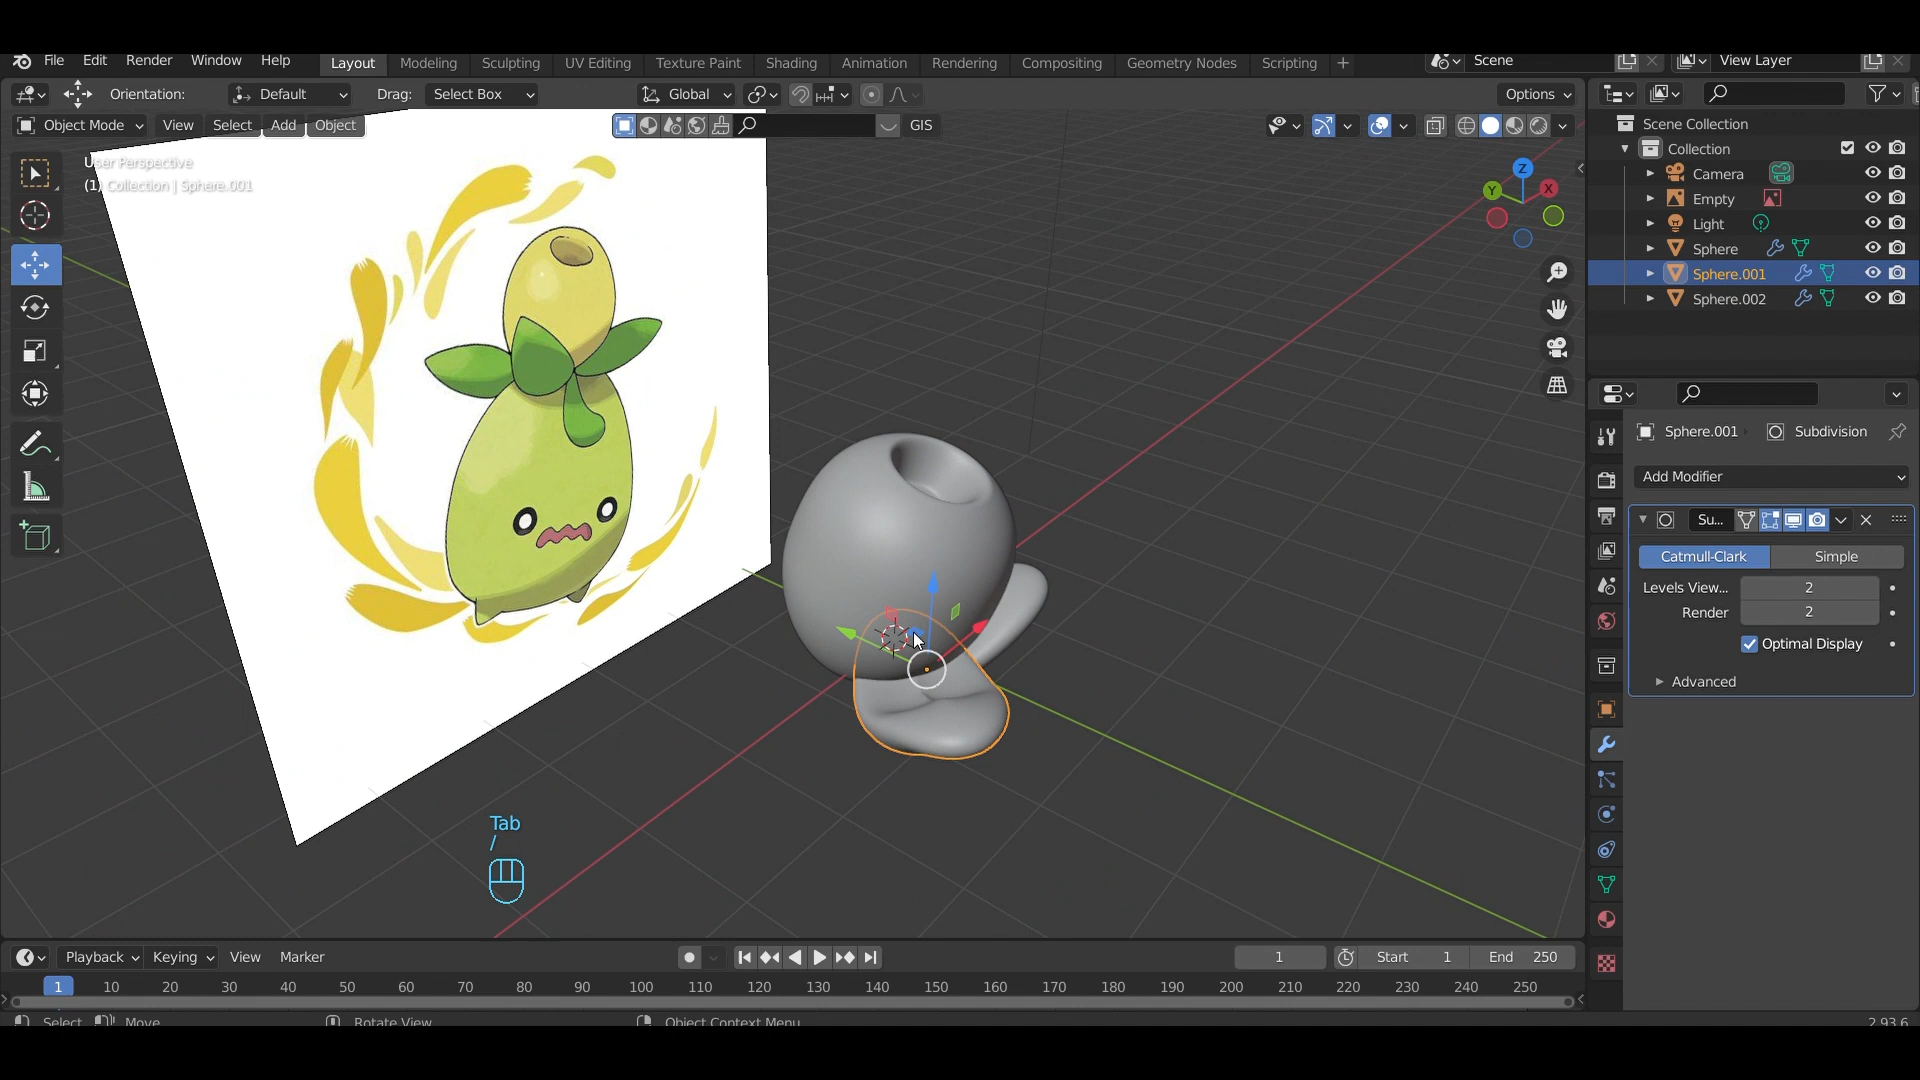 File Edit Render Window Help Layout Modeling Sculpting UV Editing Texture Paint Shading Animation Rendering Compositing Geometry Nodes Scripting + Scene View Layer
Orientation: Default Drag: Select Box Global Options
Object Mode View Select Add Object GIS
User Perspective
(1) Collection | Sphere.001
Z
Y
X
Scene Collection
Collection
Camera
Empty
Light
Sphere
Sphere.001
Sphere.002
Sphere.001 Subdivision
Add Modifier
Su...
Catmull-Clark Simple
Levels View... 2
Render 2
Optimal Display
Advanced
Tab
/
Playback Keying View Marker 1 Start 1 End 250
1 10 20 30 40 50 60 70 80 90 100 110 120 130 140 150 160 170 180 190 200 210 220 230 240 250
Select Move Rotate View Object Context Menu 2.93.6